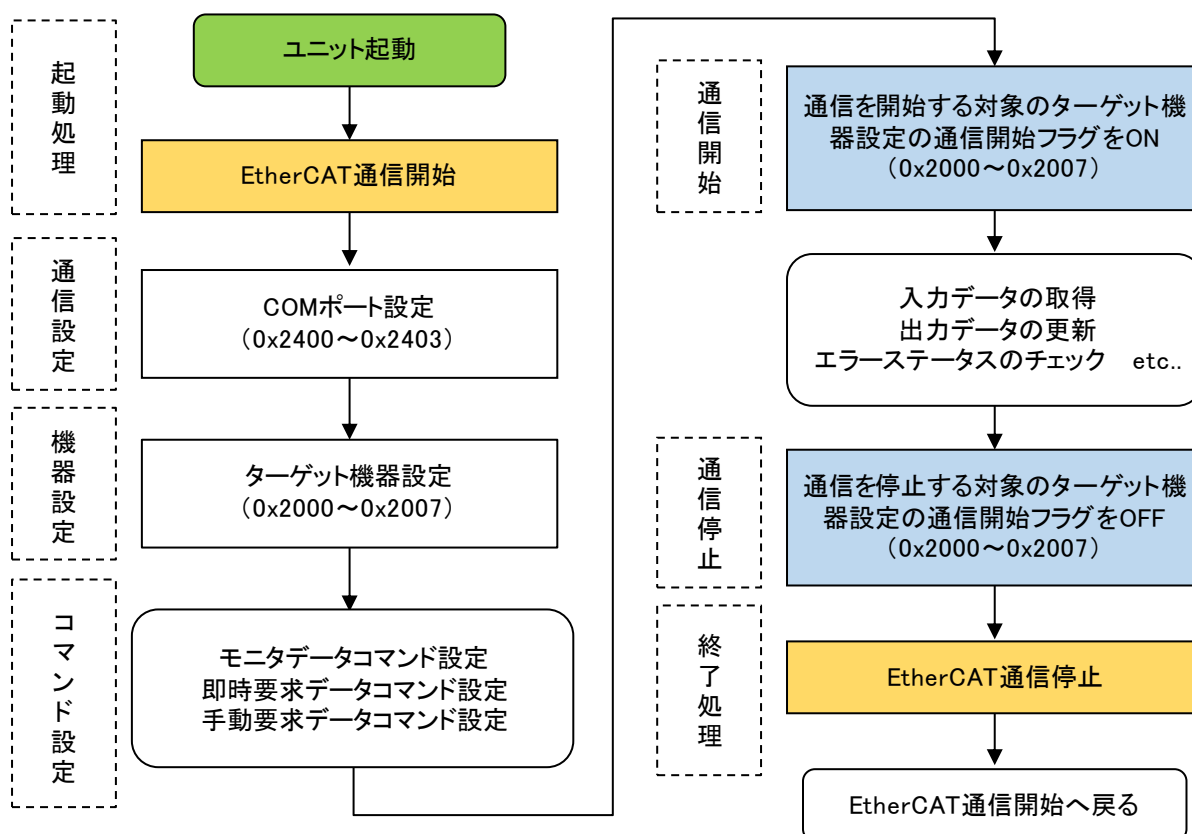 起動処理
ユニット起動
EtherCAT通信開始
通信設定
COMポート設定
(0x2400～0x2403)
機器設定
ターゲット機器設定
(0x2000～0x2007)
コマンド設定
モニタデータコマンド設定
即時要求データコマンド設定
手動要求データコマンド設定
通信開始
通信を開始する対象のターゲット機
器設定の通信開始フラグをON
(0x2000～0x2007)
入力データの取得
出力データの更新
エラーステータスのチェック　etc..
通信停止
通信を停止する対象のターゲット機
器設定の通信開始フラグをOFF
(0x2000～0x2007)
終了処理
EtherCAT通信停止
EtherCAT通信開始へ戻る